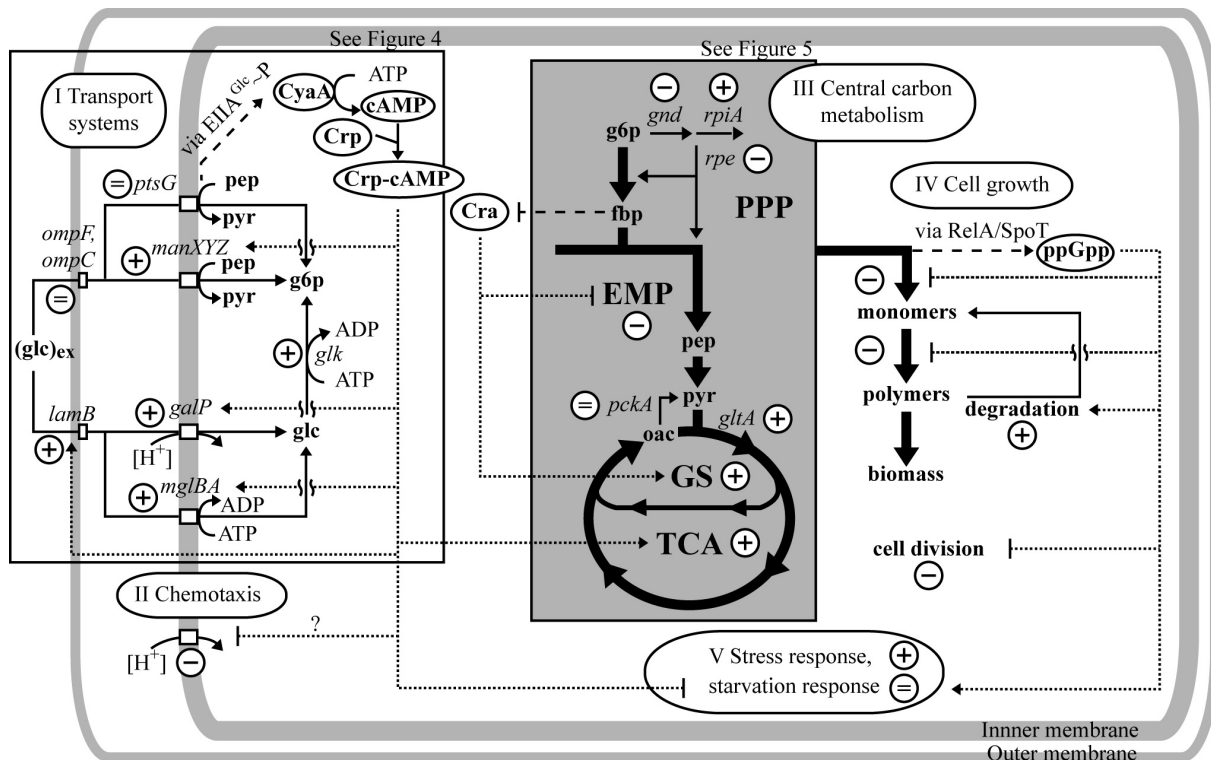 See Figure 4
See Figure 5
I Transport
systems
via EIIA Glc~P
CyaA
ATP
cAMP
Crp
Crp-cAMP
= ptsG
pep
pyr
ompF,
ompC
=
+ manXYZ
pep
pyr
g6p
(glc)ex
ADP
+ glk
ATP
lamB
+
+ galP
[H+]
glc
+ mglBA
ADP
ATP
II Chemotaxis
?
[H+]
−
Cra
III Central carbon
metabolism
− +
g6p gnd rpiA
rpe −
fbp
PPP
EMP
−
pep
= pckA pyr
oac gltA +
GS +
TCA +
IV Cell growth
via RelA/SpoT
ppGpp
−
monomers
−
polymers
degradation
+
biomass
cell division
−
V Stress response, +
starvation response =
Innner membrane
Outer membrane